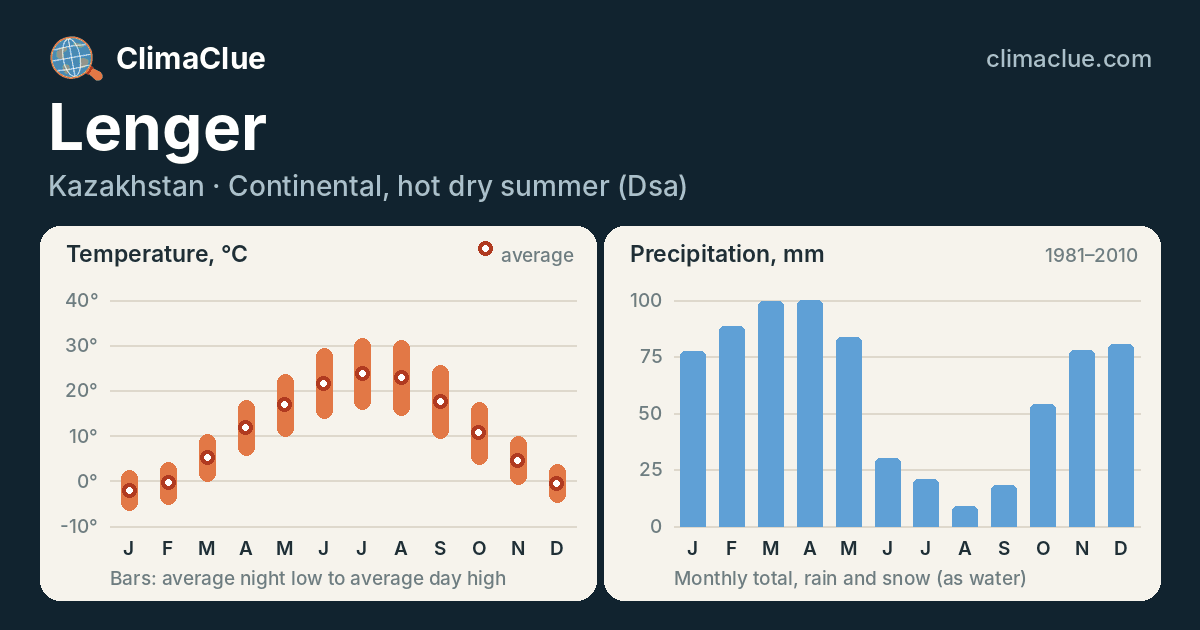 ClimaClue
climaclue.com
Lenger
Kazakhstan · Continental, hot dry summer (Dsa)
Temperature, °C
average
40°
30°
20°
10°
0°
-10°
J F M A M J J A S O N D
Bars: average night low to average day high
Precipitation, mm
1981–2010
100
75
50
25
0
J F M A M J J A S O N D
Monthly total, rain and snow (as water)